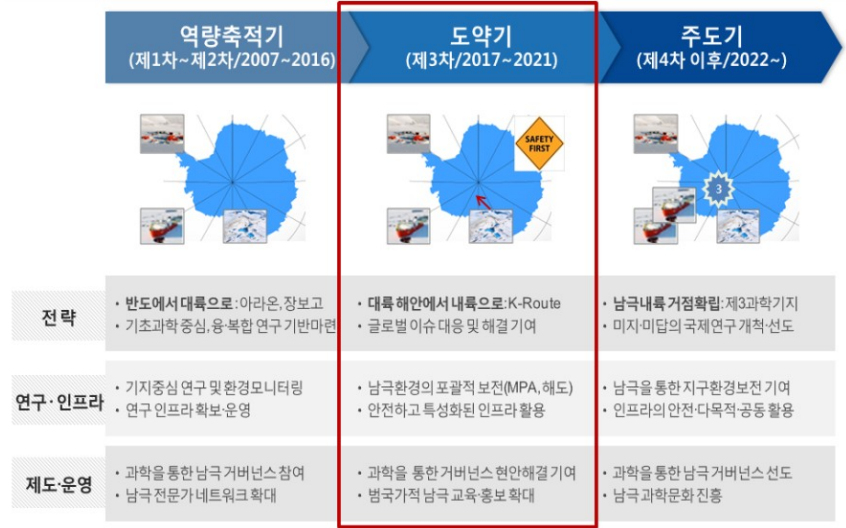 역량축적기
(제1차~제2차/2007~2016)
도약기
(제3차/2017~2021)
주도기
(제4차 이후/2022~)
SAFETY
FIRST
3
전략
• 반도에서 대륙으로:아라온,장보고
• 기초과학 중심,융·복합 연구 기반마련
• 대륙 해안에서 내륙으로:K-Route
• 글로벌 이슈 대응 및 해결 기여
• 남극내륙 거점확립:제3과학기지
• 미지·미답의 국제연구 개척·선도
연구·인프라
• 기지중심 연구 및 환경모니터링
• 연구 인프라 확보·운영
• 남극환경의 포괄적 보전(MPA,해도)
• 안전하고 특성화된 인프라 활용
• 남극을 통한 지구환경보전 기여
• 인프라의 안전·다목적·공동 활용
제도·운영
• 과학을 통한 남극 거버넌스 참여
• 남극 전문가 네트워크 확대
• 과학을 통한 거버넌스 현안해결 기여
• 범국가적 남극 교육·홍보 확대
• 과학을 통한 남극 거버넌스 선도
• 남극 과학문화 진흥